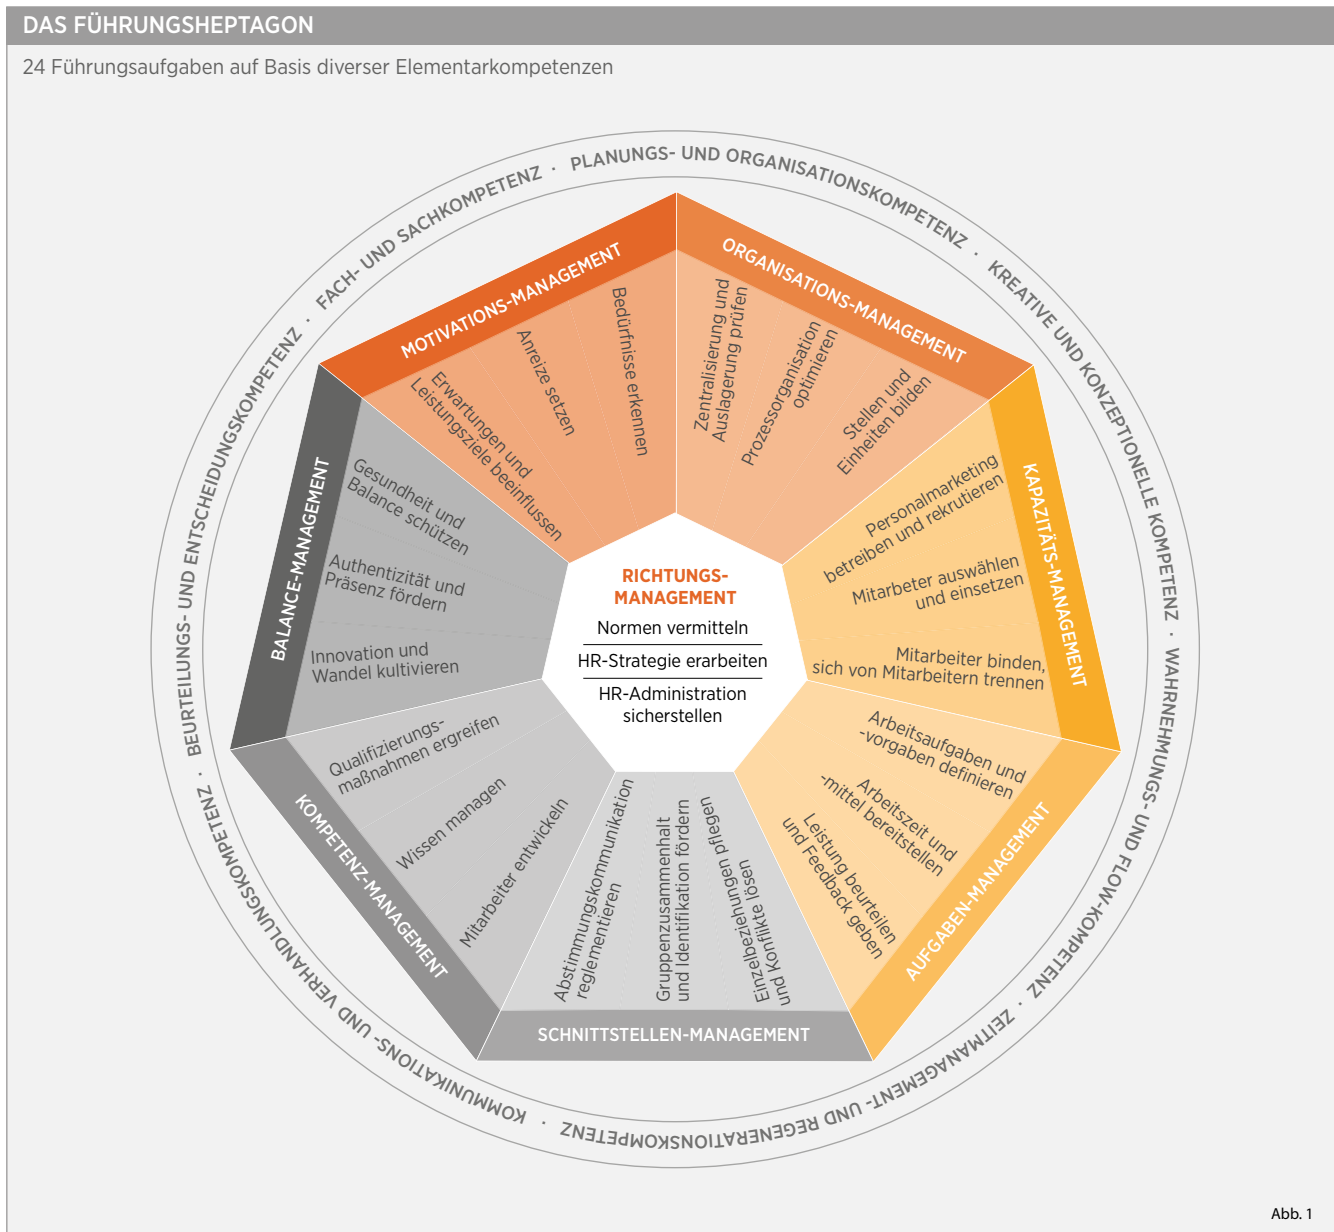 DAS FÜHRUNGSHEPTAGON
24 Führungsaufgaben auf Basis diverser Elementarkompetenzen
FACH- UND SACHKOMPETENZ ·
PLANUNGS- UND ORGANISATIONSKOMPETENZ ·
KREATIVE UND KONZEPTIONELLE KOMPETENZ ·
WAHRNEHMUNGS- UND FLOW-KOMPETENZ ·
ZEITMANAGEMENT- UND REGENERATIONSKOMPETENZ ·
KOMMUNIKATIONS- UND VERHANDLUNGSKOMPETENZ ·
BEURTEILUNGS- UND ENTSCHEIDUNGSKOMPETENZ ·
MOTIVATIONS-MANAGEMENT
Erwartungen und
Leistungsziele beeinflussen
Anreize setzen
Bedürfnisse erkennen
ORGANISATIONS-MANAGEMENT
Zentralisierung und
Auslagerung prüfen
Prozessorganisation
optimieren
Stellen und
Einheiten bilden
KAPAZITÄTS-MANAGEMENT
Personalmarketing
betreiben und rekrutieren
Mitarbeter auswählen
und einsetzen
Mitarbeiter binden,
sich von Mitarbeitern trennen
AUFGABEN-MANAGEMENT
Arbeitsaufgaben und
-vorgaben definieren
Arbeitszeit und
-mittel bereitstellen
Leistung beurteilen
und Feedback geben
SCHNITTSTELLEN-MANAGEMENT
Einzelbeziehungen pflegen
und Konflikte lösen
Gruppenzusammenhalt
und Identifikation fördern
Abstimmungskommunikation
reglementieren
KOMPETENZ-MANAGEMENT
Mitarbeiter entwickeln
Wissen managen
Qualifizierungs-
maßnahmen ergreifen
BALANCE-MANAGEMENT
Innovation und
Wandel kultivieren
Authentizität und
Präsenz fördern
Gesundheit und
Balance schützen
RICHTUNGS-
MANAGEMENT
Normen vermitteln
HR-Strategie erarbeiten
HR-Administration
sicherstellen
Abb. 1